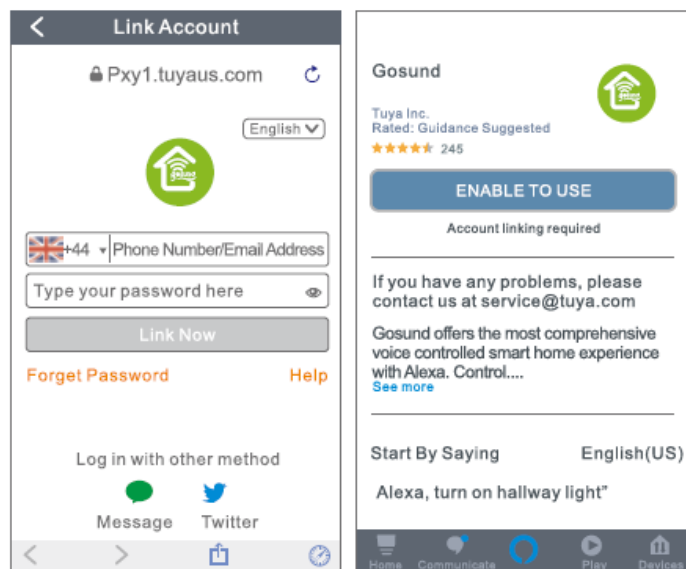 Link Account
Pxy1.tuyaus.com
English
gosund
+44
Phone Number/Email Address
Type your password here
Link Now
Forget Password
Help
Log in with other method
Message
Twitter
Gosund
gosund
Tuya Inc.
Rated: Guidance Suggested
245
ENABLE TO USE
Account linking required
If you have any problems, please
contact us at service@tuya.com
Gosund offers the most comprehensive
voice controlled smart home experience
with Alexa. Control....
See more
Start By Saying
English(US)
Alexa, turn on hallway light"
Home
Communicate
Play
Devices